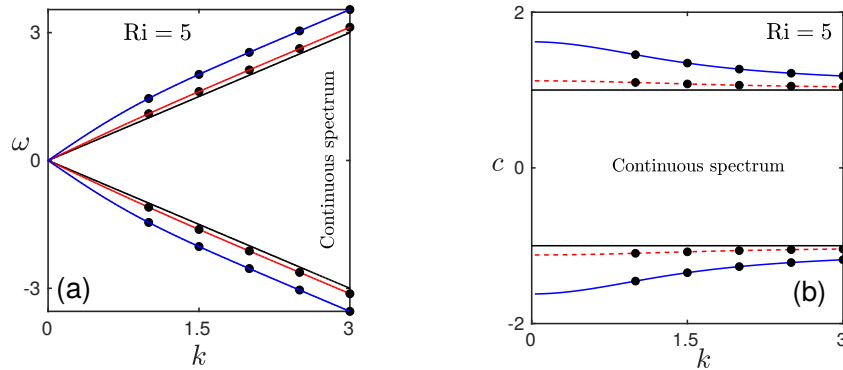 Ri = 5
3
ω
0
-3
Continuous spectrum
(a)
0
1.5
3
k
Ri = 5
2
c
0
-2
Continuous spectrum
(b)
0
1.5
3
k